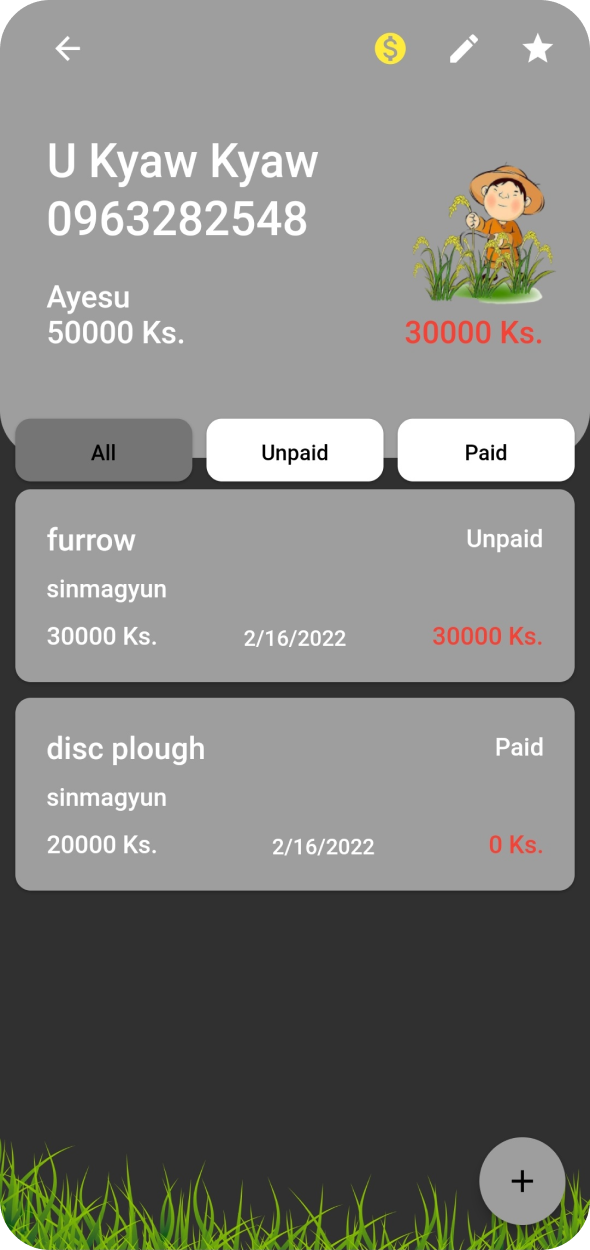 U Kyaw Kyaw
0963282548
Ayesu
50000 Ks.
30000 Ks.
All
Unpaid
Paid
furrow
Unpaid
sinmagyun
30000 Ks.
2/16/2022
30000 Ks.
disc plough
Paid
sinmagyun
20000 Ks.
2/16/2022
0 Ks.